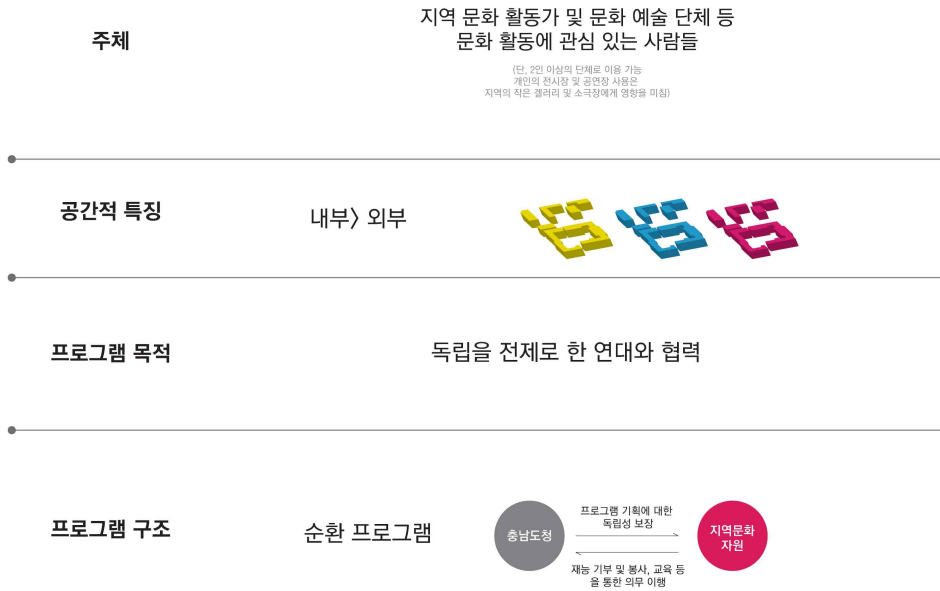 주체
지역 문화 활동가 및 문화 예술 단체 등
문화 활동에 관심 있는 사람들
(단, 2인 이상의 단체로 이용 가능
개인의 전시장 및 공연장 사용은
지역의 작은 갤러리 및 소극장에게 영향을 미침)
공간적 특징
내부〉 외부
프로그램 목적
독립을 전제로 한 연대와 협력
프로그램 구조
순환 프로그램
충남도청
프로그램 기획에 대한
독립성 보장
재능 기부 및 봉사, 교육 등
을 통한 의무 이행
지역문화
자원